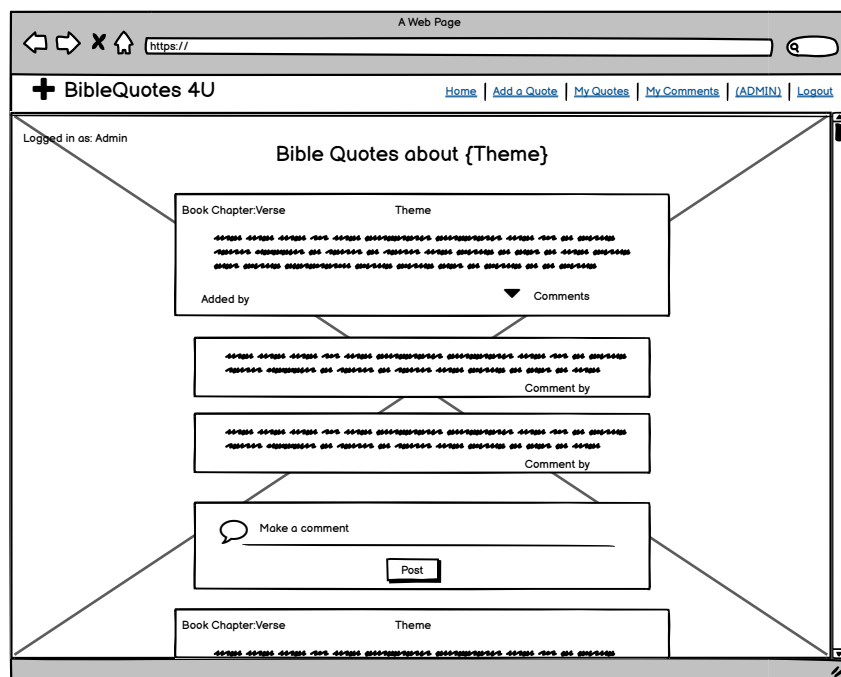 A Web Page
https://
BibleQuotes 4U
Home | Add a Quote | My Quotes | My Comments | (ADMIN) | Logout
Logged in as: Admin
Bible Quotes about {Theme}
Book Chapter:Verse Theme
Added by Comments
Comment by
Comment by
Make a comment
Post
Book Chapter:Verse Theme